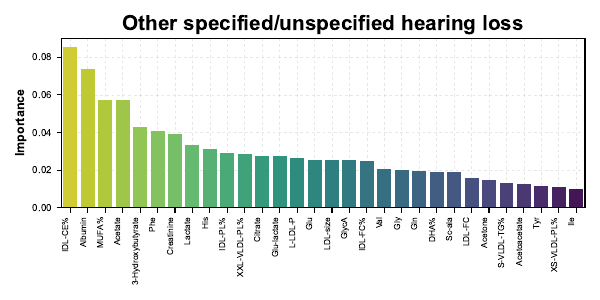 Other specified/unspecified hearing loss
Importance
0.08
0.06
0.04
0.02
0.00
IDL-CE%
Albumin
MUFA%
Acetate
3-Hydroxybutyrate
Phe
Creatinine
Lactate
His
IDL-PL%
XXL-VLDL-PL%
Citrate
Glu-lactate
L-LDL-P
Glu
LDL-size
GlycA
IDL-FC%
Val
Gly
Gln
DHA%
Sc-ala
LDL-FC
Acetone
S-VLDL-TG%
Acetoacetate
Tyr
XS-VLDL-PL%
Ile